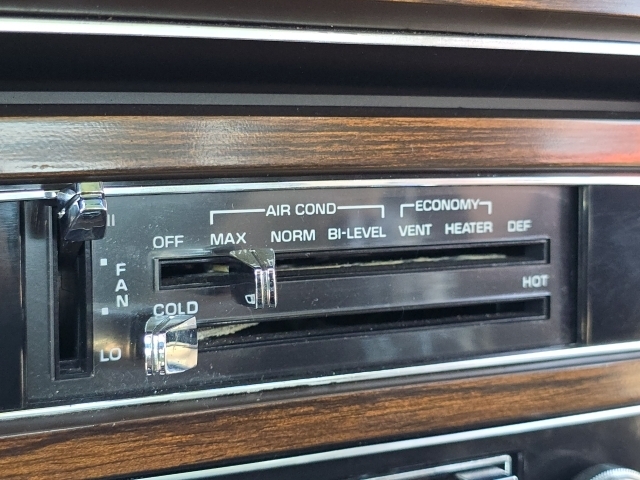 AIR COND ECONOMY
OFF MAX NORM BI-LEVEL VENT HEATER DEF
FAN
COLD HOT
LO